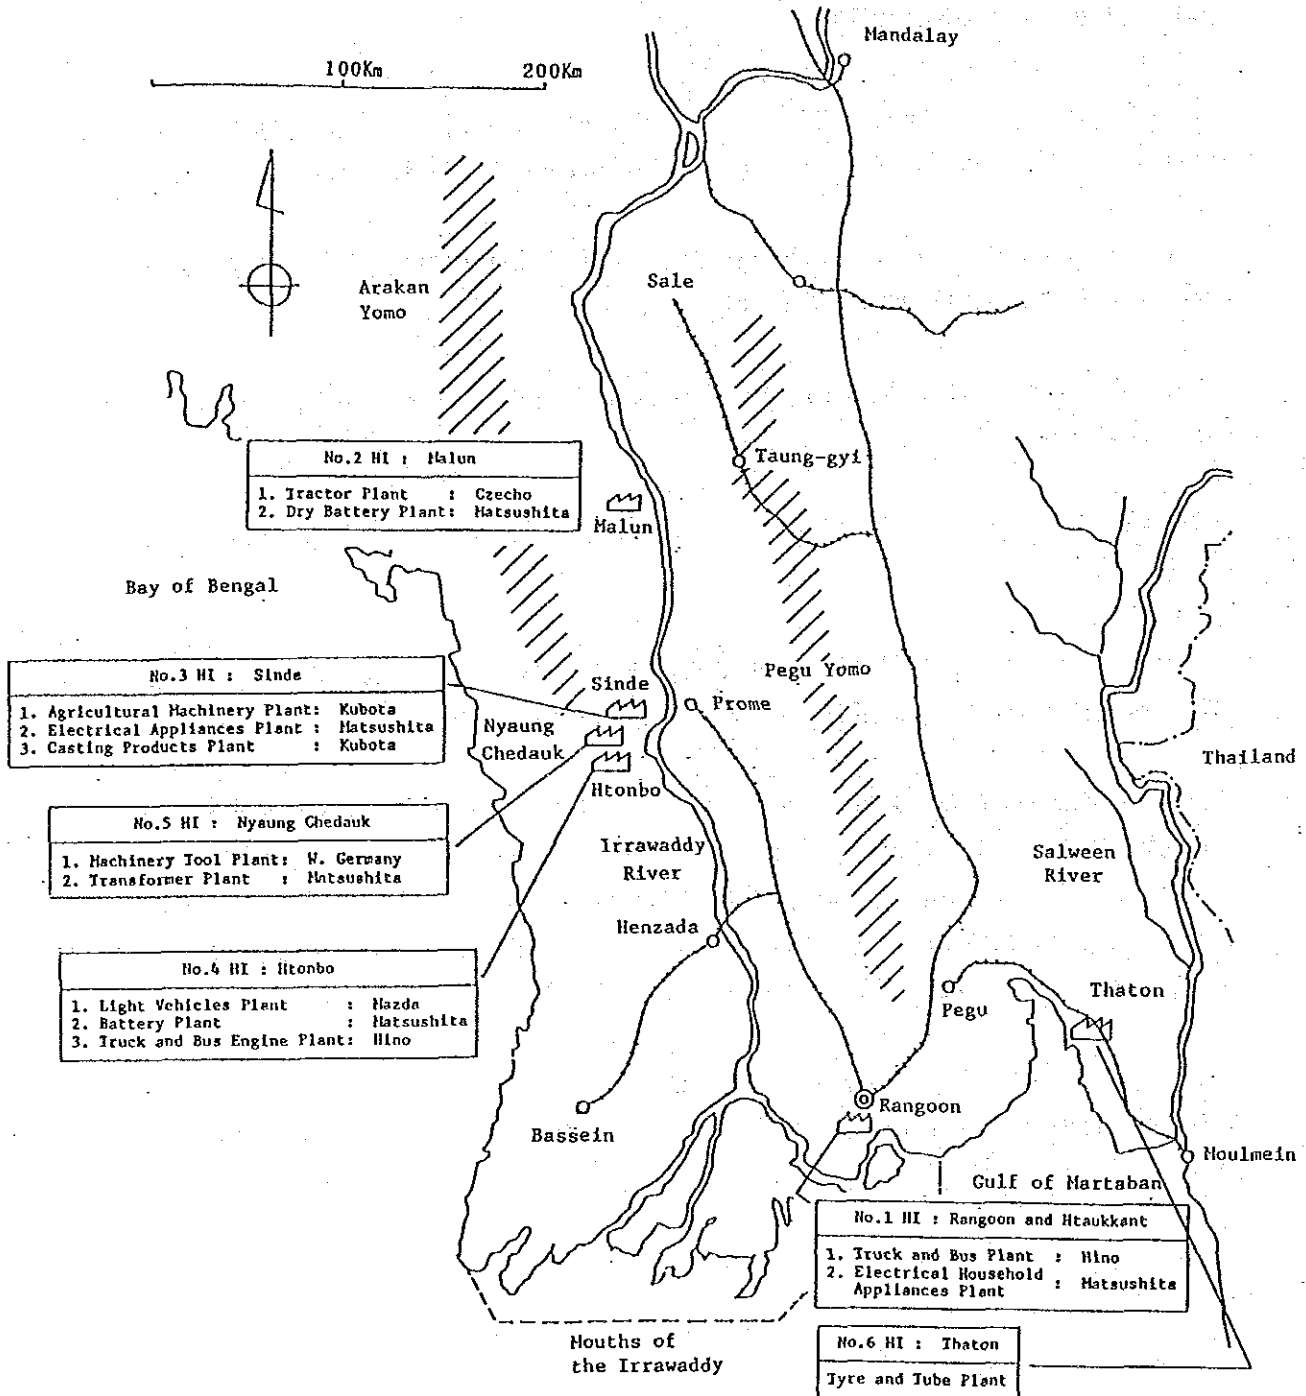 Mandalay
100Km 200Km
Arakan
Yomo
Sale
No.2 HI : Malun
1. Tractor Plant : Czecho
2. Dry Battery Plant: Matsushita
Taung-gyi
Malun
Bay of Bengal
No.3 HI : Sinde
1. Agricultural Machinery Plant: Kubota
2. Electrical Appliances Plant : Matsushita
3. Casting Products Plant : Kubota
Sinde
Pegu Yomo
Prome
Nyaung
Chedauk
Thailand
Htonbo
No.5 HI : Nyaung Chedauk
1. Machinery Tool Plant: W. Germany
2. Transformer Plant : Matsushita
Irrawaddy
River
Salween
River
Henzada
No.4 HI : Htonbo
1. Light Vehicles Plant : Mazda
2. Battery Plant : Matsushita
3. Truck and Bus Engine Plant: Hino
Thaton
Pegu
Rangoon
Bassein
Moulmein
Gulf of Martaban
No.1 HI : Rangoon and Htaukkant
1. Truck and Bus Plant : Hino
2. Electrical Household : Matsushita
Appliances Plant
Mouths of
the Irrawaddy
No.6 HI : Thaton
Tyre and Tube Plant